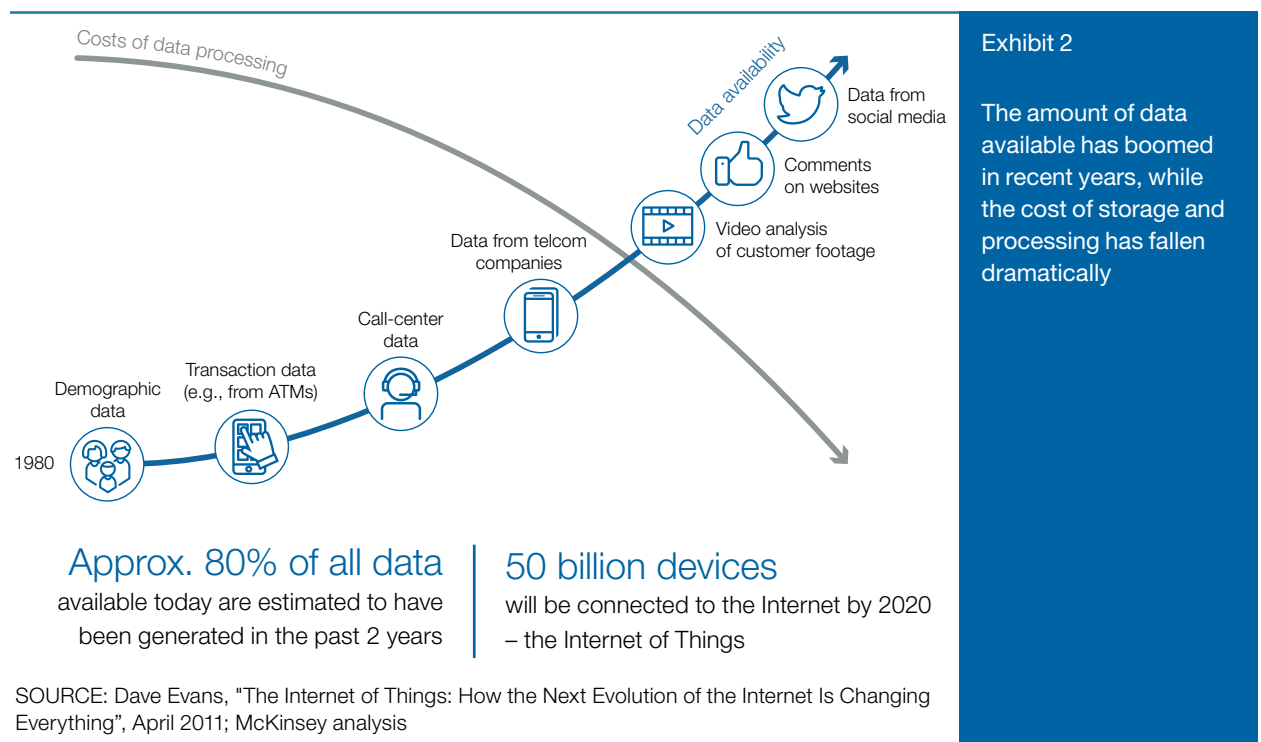 Costs of data processing
Data availability
Data from
social media
Comments
on websites
Video analysis
of customer footage
Data from telcom
companies
Call-center
data
Transaction data
(e.g., from ATMs)
Demographic
data
1980
Approx. 80% of all data
available today are estimated to have
been generated in the past 2 years
50 billion devices
will be connected to the Internet by 2020
– the Internet of Things
SOURCE: Dave Evans, "The Internet of Things: How the Next Evolution of the Internet Is Changing
Everything”, April 2011; McKinsey analysis
Exhibit 2
The amount of data
available has boomed
in recent years, while
the cost of storage and
processing has fallen
dramatically